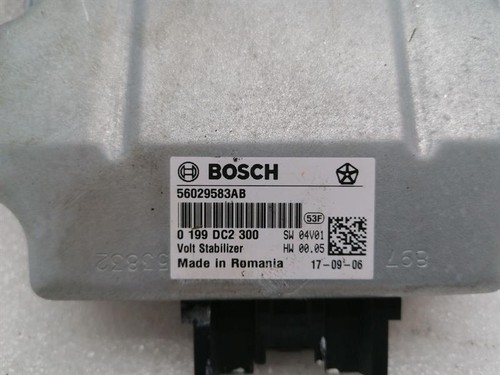 BOSCH
56029583AB
53F
0 199 DC2 300 SW 04V01
Volt Stabilizer HW 00.05
Made in Romania 17-09-06
897